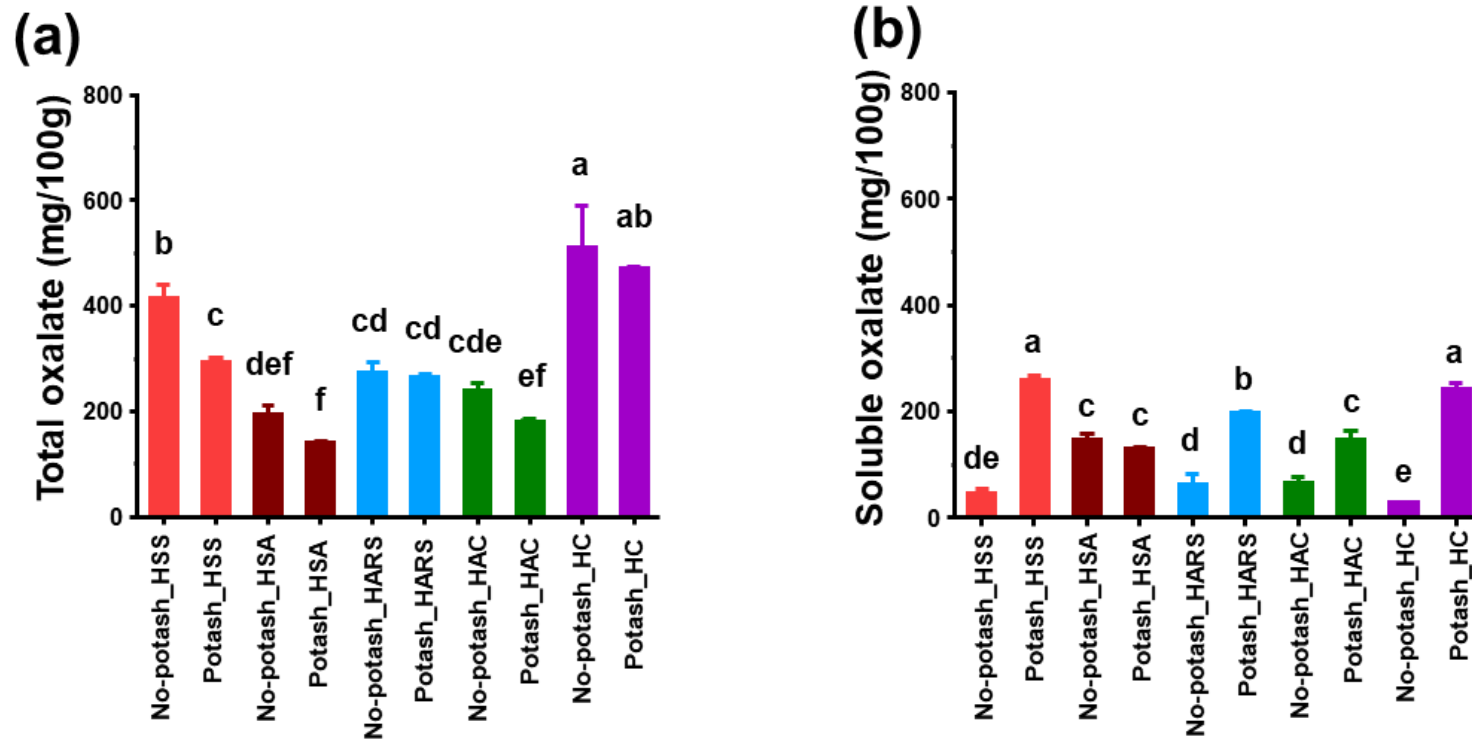 (a)
Total oxalate (mg/100g)
800
600
400
200
0
b
c
def
f
cd
cd
cde
ef
a
ab
No-potash_HSS
Potash_HSS
No-potash_HSA
Potash_HSA
No-potash_HARS
Potash_HARS
No-potash_HAC
Potash_HAC
No-potash_HC
Potash_HC
(b)
Soluble oxalate (mg/100g)
800
600
400
200
0
de
a
c
c
d
b
d
c
e
a
No-potash_HSS
Potash_HSS
No-potash_HSA
Potash_HSA
No-potash_HARS
Potash_HARS
No-potash_HAC
Potash_HAC
No-potash_HC
Potash_HC